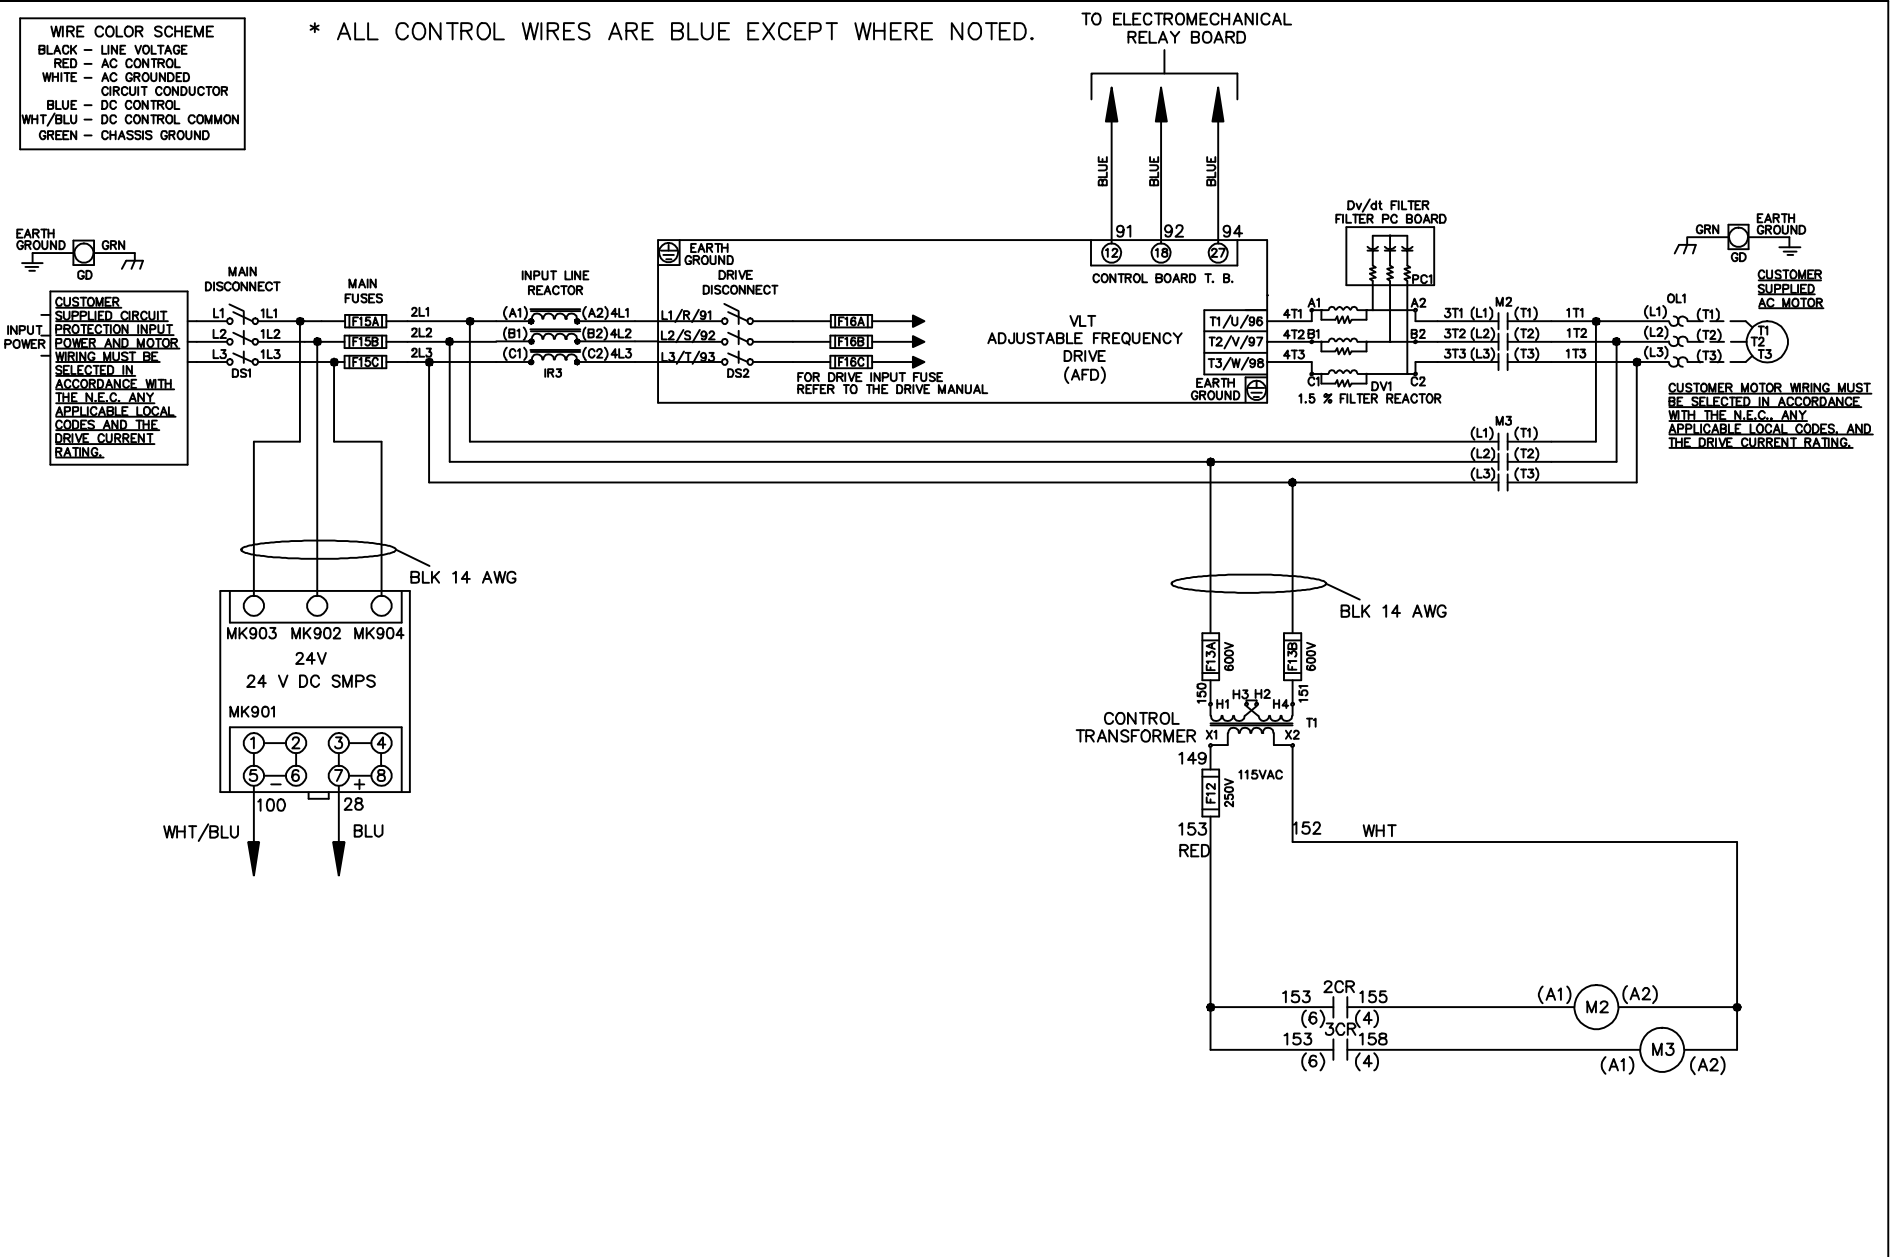 WIRE COLOR SCHEME
BLACK – LINE VOLTAGE
RED – AC CONTROL
WHITE – AC GROUNDED
CIRCUIT CONDUCTOR
BLUE – DC CONTROL
WHT/BLU – DC CONTROL COMMON
GREEN – CHASSIS GROUND
* ALL CONTROL WIRES ARE BLUE EXCEPT WHERE NOTED.
TO ELECTROMECHANICAL
RELAY BOARD
BLUE
BLUE
BLUE
91 92 94
12 18 27
CONTROL BOARD T. B.
EARTH
GROUND
GRN
GD
INPUT
POWER
CUSTOMER
SUPPLIED CIRCUIT
PROTECTION INPUT
POWER AND MOTOR
WIRING MUST BE
SELECTED IN
ACCORDANCE WITH
THE N.E.C. ANY
APPLICABLE LOCAL
CODES AND THE
DRIVE CURRENT
RATING.
MAIN
DISCONNECT
L1 1L1
L2 1L2
L3 1L3
DS1
MAIN
FUSES
F15A
F15B
F15C
2L1
2L2
2L3
INPUT LINE
REACTOR
(A1) (A2) 4L1
(B1) (B2) 4L2
(C1) (C2) 4L3
IR3
EARTH
GROUND
DRIVE
DISCONNECT
L1/R/91
L2/S/92
L3/T/93
DS2
F16A
F16B
F16C
FOR DRIVE INPUT FUSE
REFER TO THE DRIVE MANUAL
VLT
ADJUSTABLE FREQUENCY
DRIVE
(AFD)
T1/U/96
T2/V/97
T3/W/98
EARTH
GROUND
Dv/dt FILTER
FILTER PC BOARD
PC1
4T1 A1 A2
4T2 B1 B2
4T3
C1 DV1 C2
1.5 % FILTER REACTOR
M2
3T1 (L1) (T1) 1T1
3T2 (L2) (T2) 1T2
3T3 (L3) (T3) 1T3
OL1
(L1) (T1)
(L2) (T2)
(L3) (T3)
T1
T2
T3
GRN
EARTH
GROUND
GD
CUSTOMER
SUPPLIED
AC MOTOR
CUSTOMER MOTOR WIRING MUST
BE SELECTED IN ACCORDANCE
WITH THE N.E.C., ANY
APPLICABLE LOCAL CODES, AND
THE DRIVE CURRENT RATING.
M3
(L1) (T1)
(L2) (T2)
(L3) (T3)
BLK 14 AWG
MK903 MK902 MK904
24V
24 V DC SMPS
MK901
1 2 3 4
5 – 6 7 + 8
100 28
WHT/BLU BLU
BLK 14 AWG
F13A
600V
F13B
600V
150
151
H1 H3 H2 H4
CONTROL
TRANSFORMER
T1
X1 X2
149
115VAC
F12
250V
153
RED
152 WHT
2CR
153 155
(6) (4)
(A1) M2 (A2)
3CR
153 158
(6) (4)
(A1) M3 (A2)